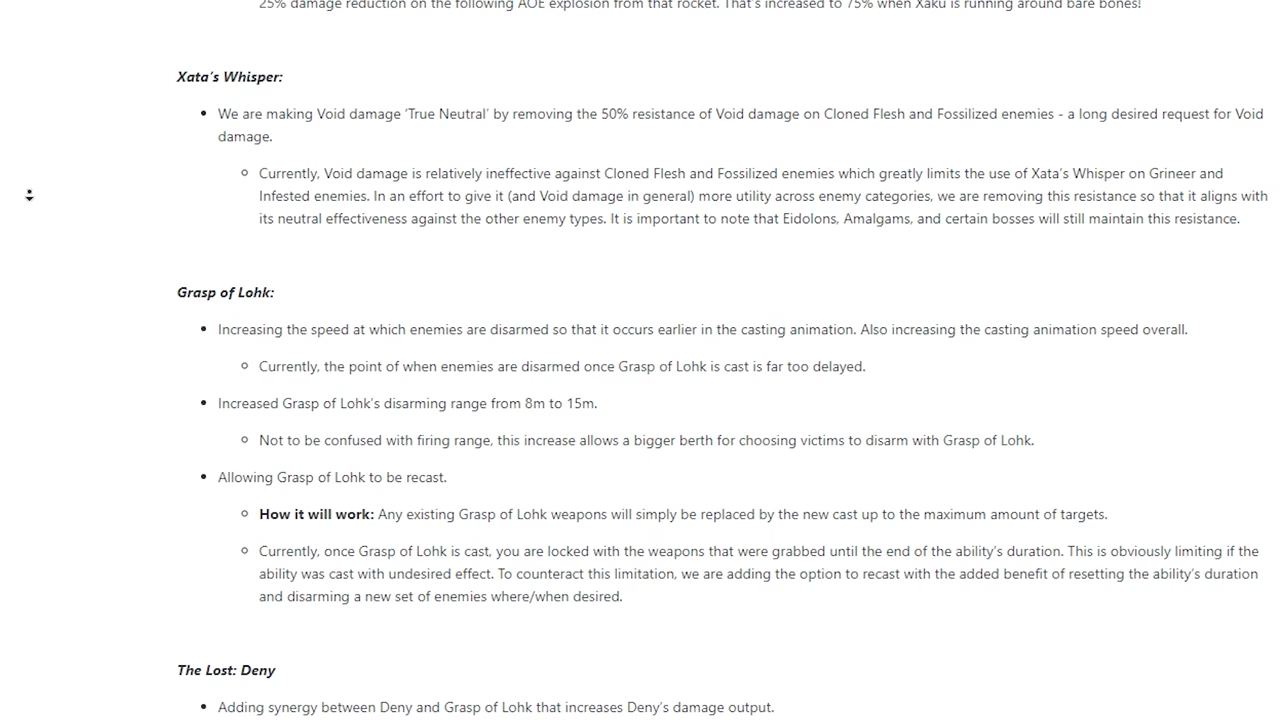 25% damage reduction on the following AOE explosion from that rocket. That's increased to 75% when Xaku is running around bare bones!
Xata's Whisper:
We are making Void damage 'True Neutral' by removing the 50% resistance of Void damage on Cloned Flesh and Fossilized enemies - a long desired request for Void
damage.
Currently, Void damage is relatively ineffective against Cloned Flesh and Fossilized enemies which greatly limits the use of Xata's Whisper on Grineer and
Infested enemies. In an effort to give it (and Void damage in general) more utility across enemy categories, we are removing this resistance so that it aligns with
its neutral effectiveness against the other enemy types. It is important to note that Eidolons, Amalgams, and certain bosses will still maintain this resistance.
Grasp of Lohk:
Increasing the speed at which enemies are disarmed so that it occurs earlier in the casting animation. Also increasing the casting animation speed overall.
Currently, the point of when enemies are disarmed once Grasp of Lohk is cast is far too delayed.
Increased Grasp of Lohk's disarming range from 8m to 15m.
Not to be confused with firing range, this increase allows a bigger berth for choosing victims to disarm with Grasp of Lohk.
Allowing Grasp of Lohk to be recast.
How it will work: Any existing Grasp of Lohk weapons will simply be replaced by the new cast up to the maximum amount of targets.
Currently, once Grasp of Lohk is cast, you are locked with the weapons that were grabbed until the end of the ability's duration. This is obviously limiting if the
ability was cast with undesired effect. To counteract this limitation, we are adding the option to recast with the added benefit of resetting the ability's duration
and disarming a new set of enemies where/when desired.
The Lost: Deny
Adding synergy between Deny and Grasp of Lohk that increases Deny's damage output.